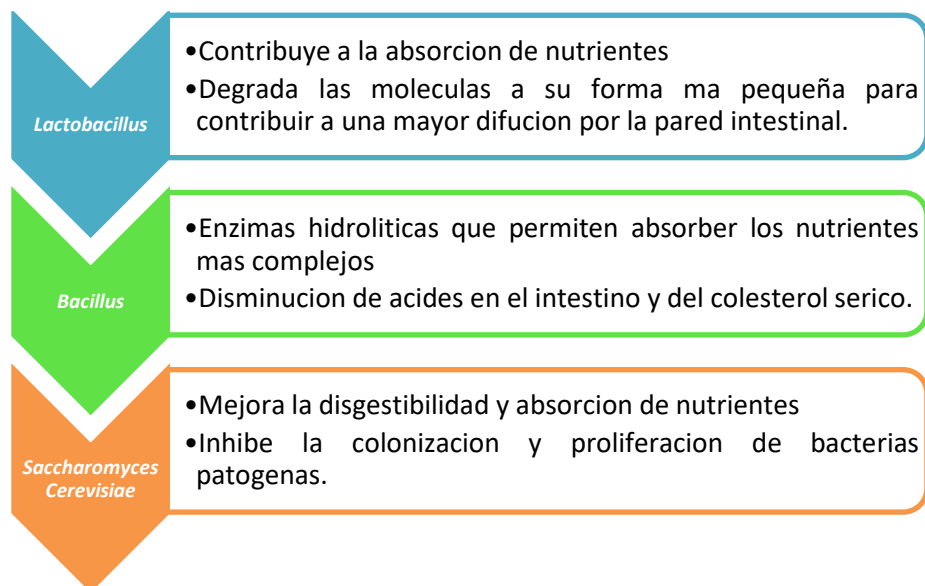 Lactobacillus
•Contribuye a la absorcion de nutrientes
•Degrada las moleculas a su forma ma pequeña para
contribuir a una mayor difucion por la pared intestinal.
Bacillus
•Enzimas hidroliticas que permiten absorber los nutrientes
mas complejos
•Disminucion de acides en el intestino y del colesterol serico.
Saccharomyces
Cerevisiae
•Mejora la disgestibilidad y absorcion de nutrientes
•Inhibe la colonizacion y proliferacion de bacterias
patogenas.